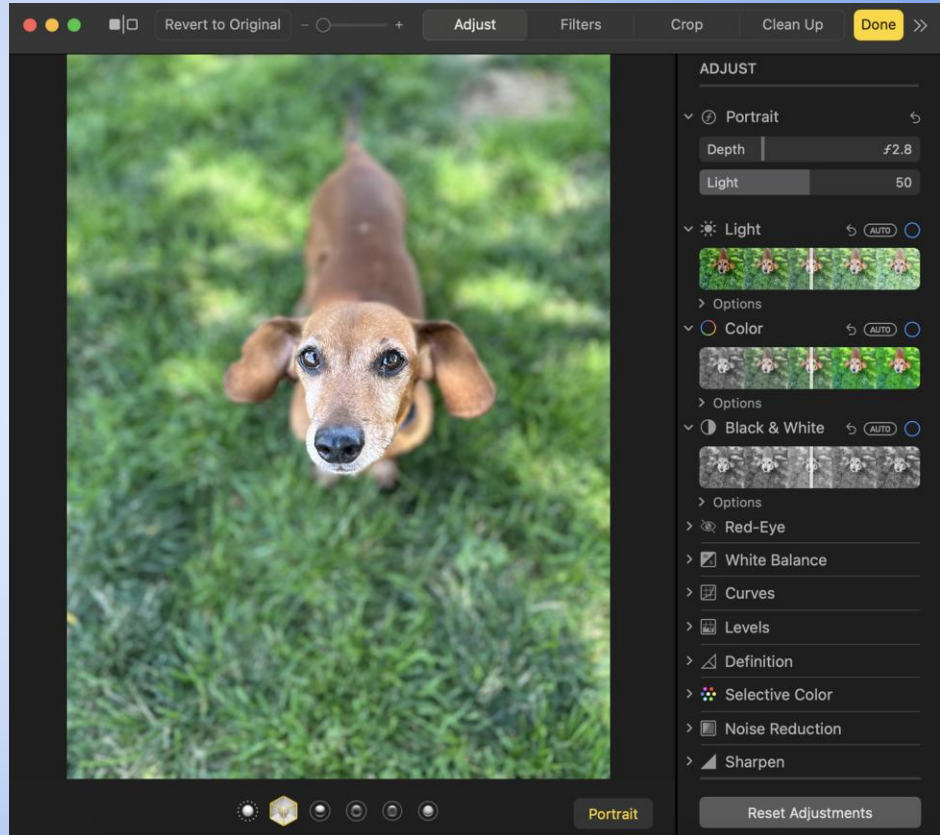 Revert to Original
Adjust
Filters
Crop
Clean Up
Done
ADJUST
Portrait
Depth ƒ2.8
Light 50
Light AUTO
Options
Color AUTO
Options
Black & White AUTO
Options
Red-Eye
White Balance
Curves
Levels
Definition
Selective Color
Noise Reduction
Sharpen
Portrait
Reset Adjustments